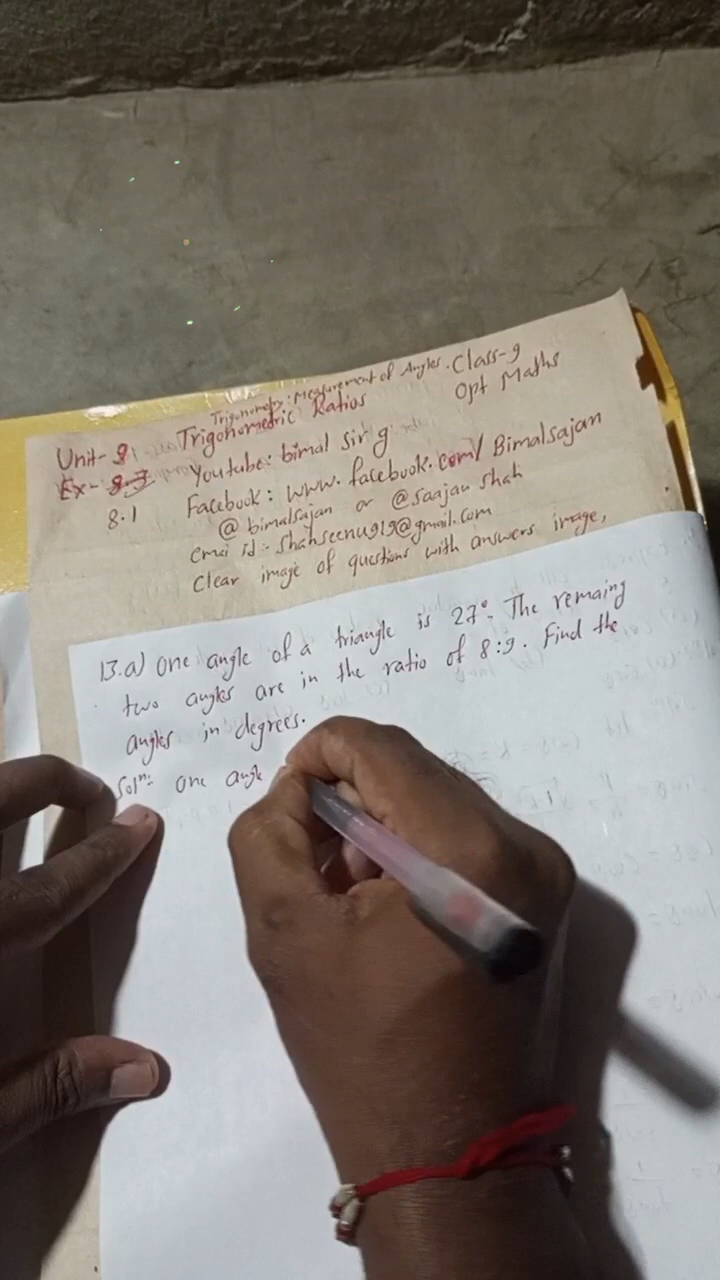 Trigonometry: Measurement of Angles. Class-9
Unit-8 Trigonometric Ratios Opt Maths
Ex- 8.3 Youtube: bimal sir g
8.1 Facebook: www.facebook.com/Bimalsajan
@bimalsajan or @saajan shah
emai id:- Shahseenu919@gmail.com
Clear image of questions with answers image,
13.a) One angle of a triangle is 27°. The remaing
two angles are in the ratio of 8:9. Find the
angles in degrees.
Solⁿ: One angle